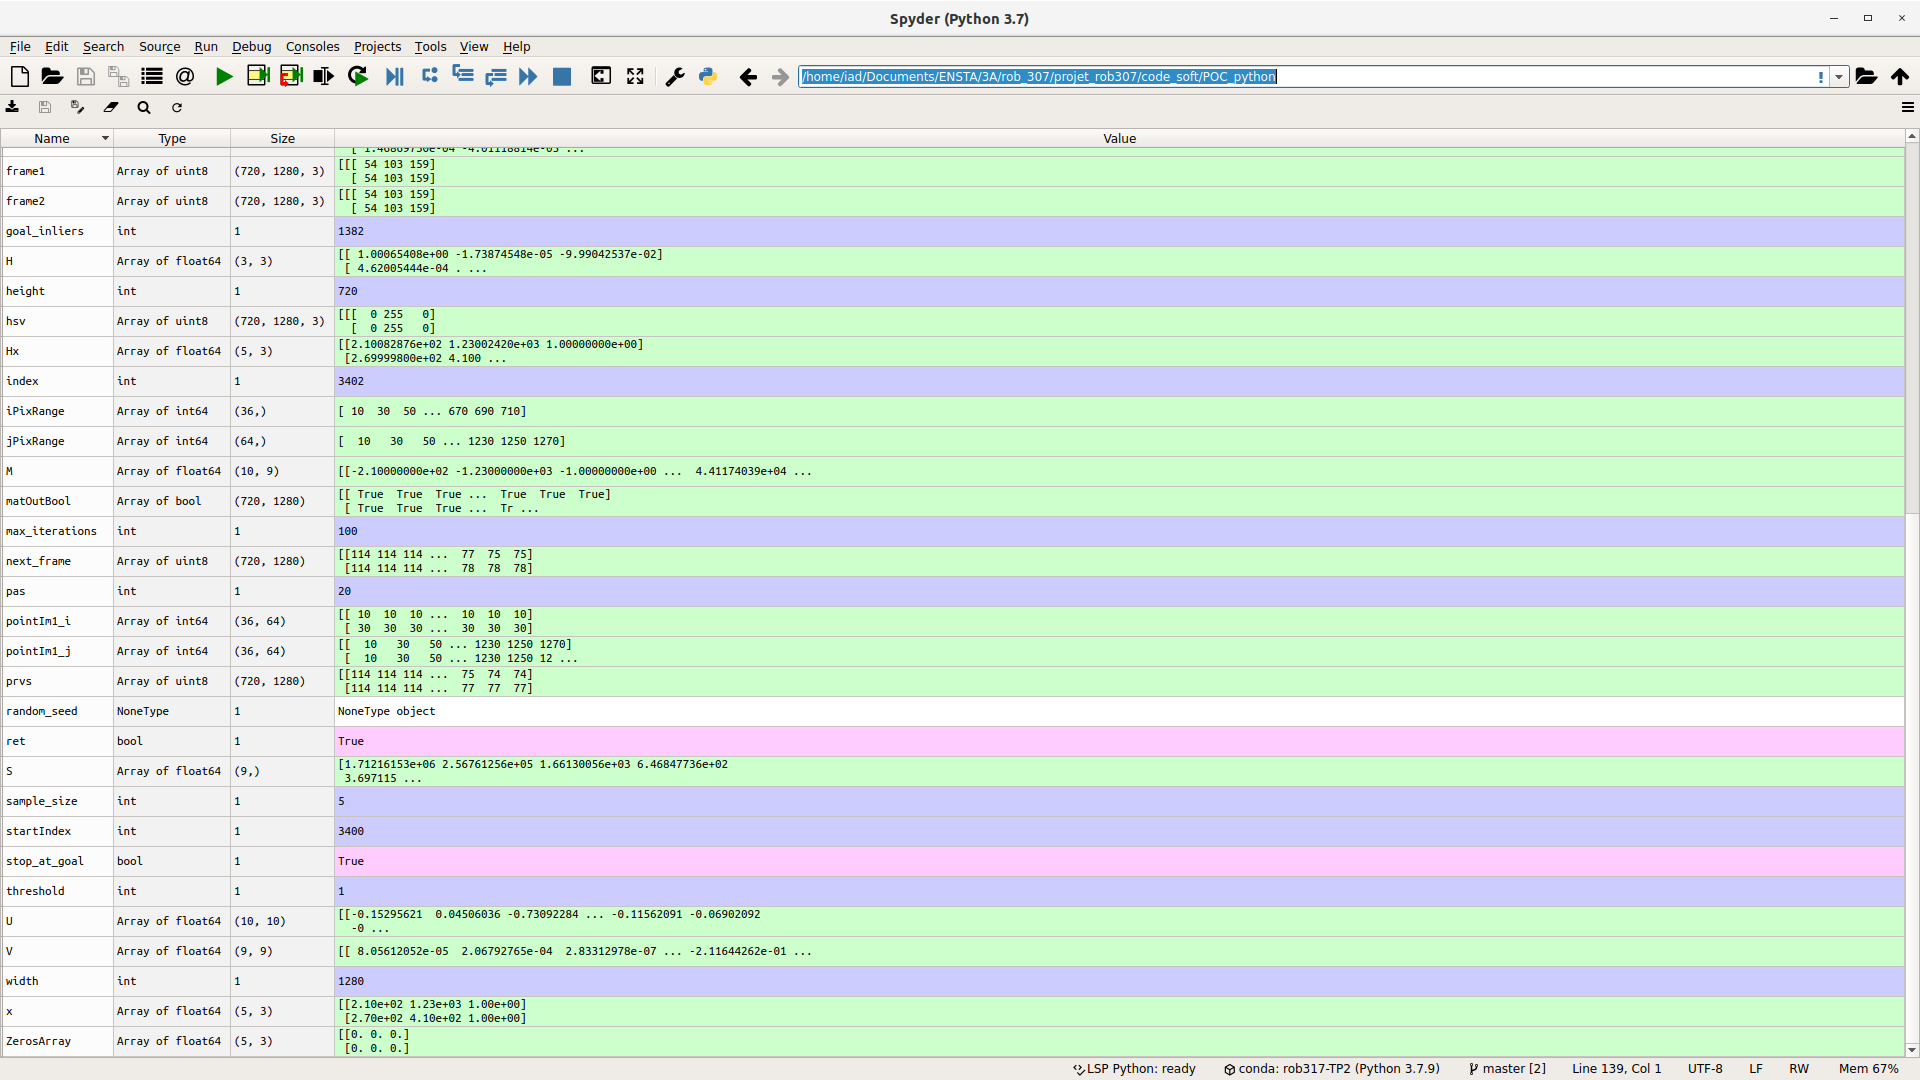 Spyder (Python 3.7)
File Edit Search Source Run Debug Consoles Projects Tools View Help
/home/iad/Documents/ENSTA/3A/rob_307/projet_rob307/code_soft/POC_python
Name Type Size Value
[ 1.46869750e-04 -4.01118814e-05 ...
frame1 Array of uint8 (720, 1280, 3) [[[ 54 103 159]
[ 54 103 159]
frame2 Array of uint8 (720, 1280, 3) [[[ 54 103 159]
[ 54 103 159]
goal_inliers int 1 1382
H Array of float64 (3, 3) [[ 1.00065408e+00 -1.73874548e-05 -9.99042537e-02]
[ 4.62005444e-04 . ...
height int 1 720
hsv Array of uint8 (720, 1280, 3) [[[ 0 255 0]
[ 0 255 0]
Hx Array of float64 (5, 3) [[2.10082876e+02 1.23002420e+03 1.00000000e+00]
[2.69999800e+02 4.100 ...
index int 1 3402
iPixRange Array of int64 (36,) [ 10 30 50 ... 670 690 710]
jPixRange Array of int64 (64,) [ 10 30 50 ... 1230 1250 1270]
M Array of float64 (10, 9) [[-2.10000000e+02 -1.23000000e+03 -1.00000000e+00 ... 4.41174039e+04 ...
matOutBool Array of bool (720, 1280) [[ True True True ... True True True]
[ True True True ... Tr ...
max_iterations int 1 100
next_frame Array of uint8 (720, 1280) [[114 114 114 ... 77 75 75]
[114 114 114 ... 78 78 78]
pas int 1 20
pointIm1_i Array of int64 (36, 64) [[ 10 10 10 ... 10 10 10]
[ 30 30 30 ... 30 30 30]
pointIm1_j Array of int64 (36, 64) [[ 10 30 50 ... 1230 1250 1270]
[ 10 30 50 ... 1230 1250 12 ...
prvs Array of uint8 (720, 1280) [[114 114 114 ... 75 74 74]
[114 114 114 ... 77 77 77]
random_seed NoneType 1 NoneType object
ret bool 1 True
S Array of float64 (9,) [1.71216153e+06 2.56761256e+05 1.66130056e+03 6.46847736e+02
3.697115 ...
sample_size int 1 5
startIndex int 1 3400
stop_at_goal bool 1 True
threshold int 1 1
U Array of float64 (10, 10) [[-0.15295621 0.04506036 -0.73092284 ... -0.11562091 -0.06902092
-0 ...
V Array of float64 (9, 9) [[ 8.05612052e-05 2.06792765e-04 2.83312978e-07 ... -2.11644262e-01 ...
width int 1 1280
x Array of float64 (5, 3) [[2.10e+02 1.23e+03 1.00e+00]
[2.70e+02 4.10e+02 1.00e+00]
ZerosArray Array of float64 (5, 3) [[0. 0. 0.]
[0. 0. 0.]
LSP Python: ready conda: rob317-TP2 (Python 3.7.9) master [2] Line 139, Col 1 UTF-8 LF RW Mem 67%